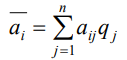 $\overline{a_i} = \sum_{j=1}^{n} a_{ij} q_j$